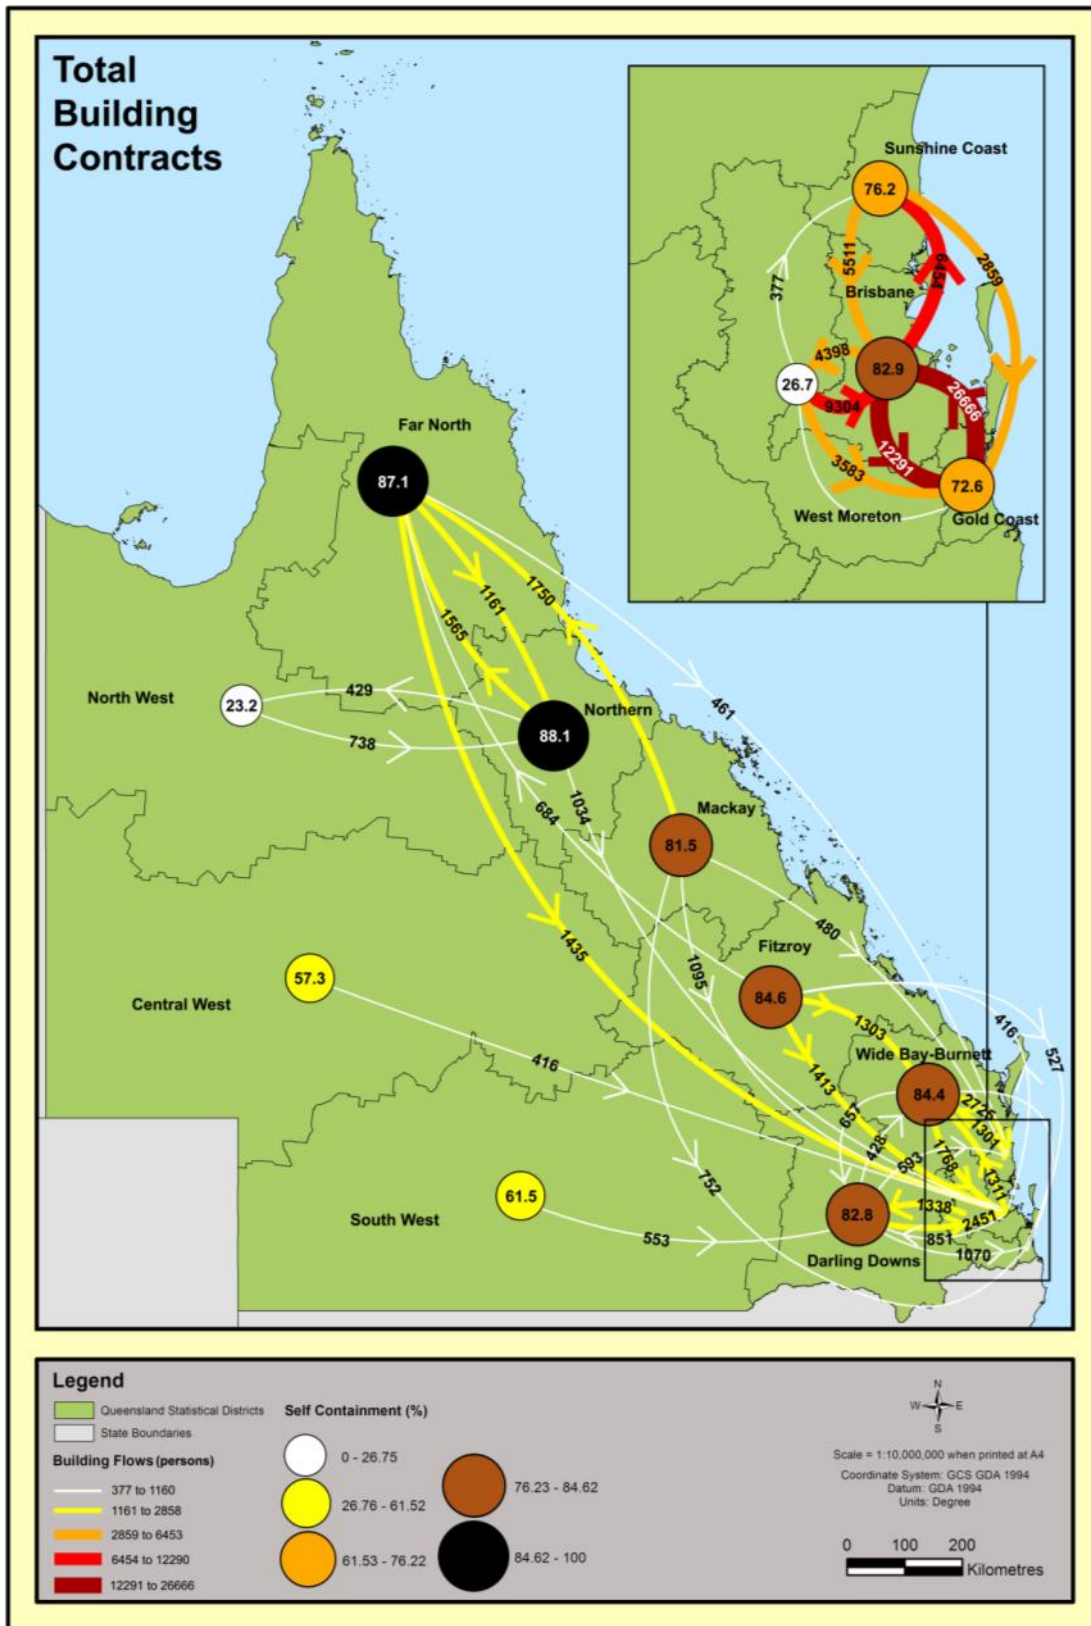 Total
Building
Contracts
Sunshine Coast
76.2
5511
6454
2859
377
Brisbane
4398
82.9
26.7
9304
26666
12291
3583
72.6
West Moreton
Gold Coast
Far North
87.1
1161
1750
1565
461
North West
429
23.2
738
Northern
88.1
1034
684
Mackay
81.5
480
1435
1095
Fitzroy
84.6
57.3
Central West
416
1303
416
527
Wide Bay-Burnett
1413
84.4
2725
1301
657
428
593
1768
1311
752
61.5
South West
553
82.8
1338
2451
851
1070
Darling Downs
Legend
Queensland Statistical Districts
State Boundaries
Building Flows (persons)
377 to 1160
1161 to 2858
2859 to 6453
6454 to 12290
12291 to 26666
Self Containment (%)
0 - 26.75
26.76 - 61.52
61.53 - 76.22
76.23 - 84.62
84.62 - 100
N
W E
S
Scale = 1:10,000,000 when printed at A4
Coordinate System: GCS GDA 1994
Datum: GDA 1994
Units: Degree
0 100 200
Kilometres